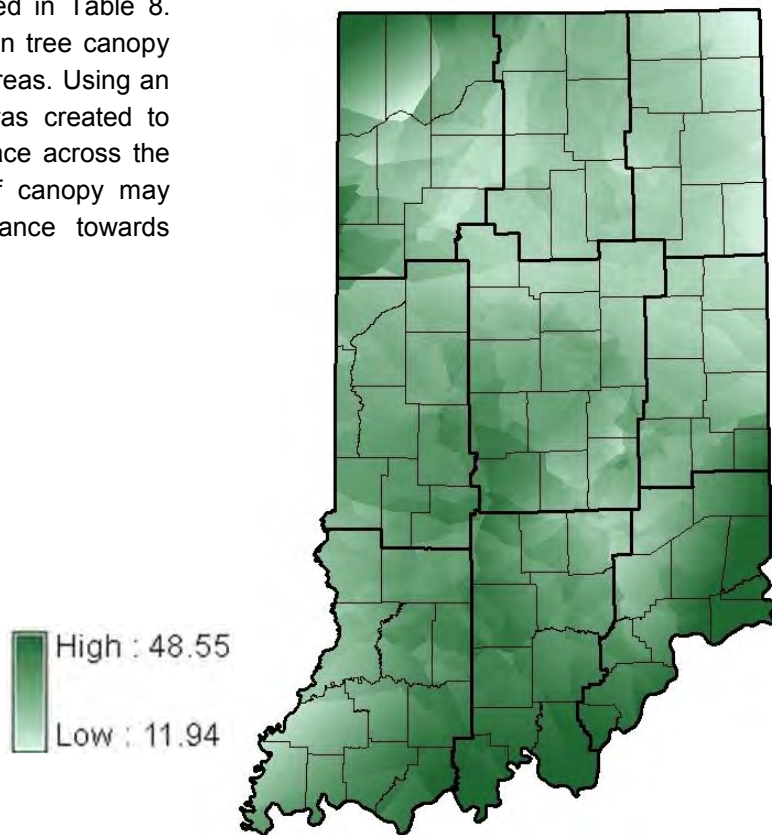 ed in Table 8.
n tree canopy
reas. Using an
vas created to
nce across the
f canopy may
ance towards
High : 48.55
Low : 11.94